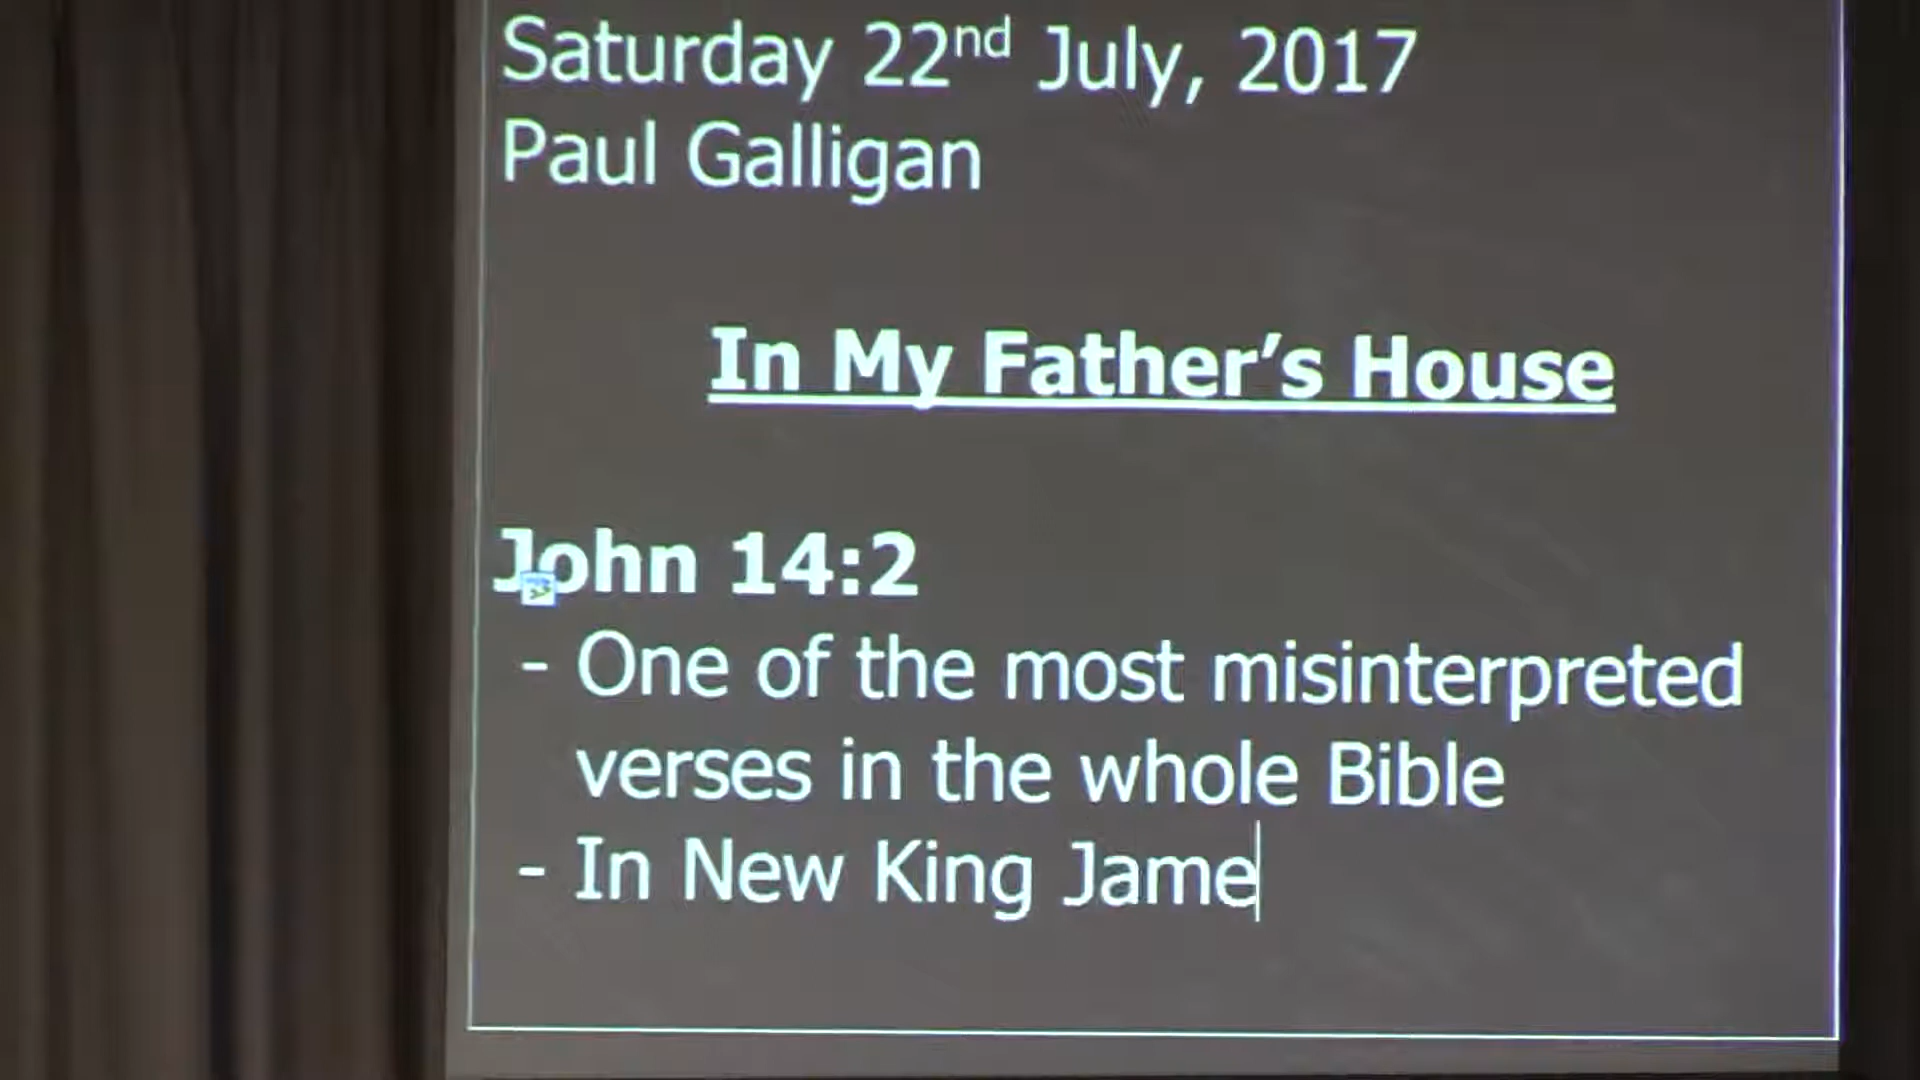 Saturday 22nd July, 2017
Paul Galligan
In My Father’s House
John 14:2
- One of the most misinterpreted
verses in the whole Bible
- In New King Jame